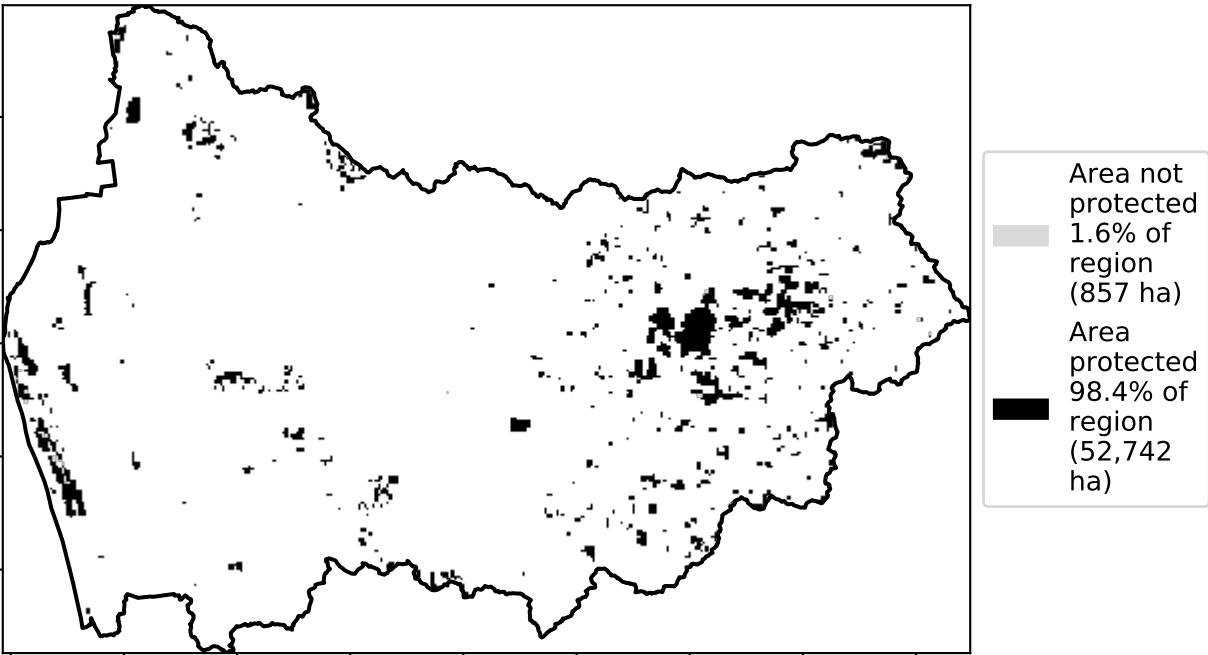 Area not
protected
1.6% of
region
(857 ha)
Area
protected
98.4% of
region
(52,742
ha)